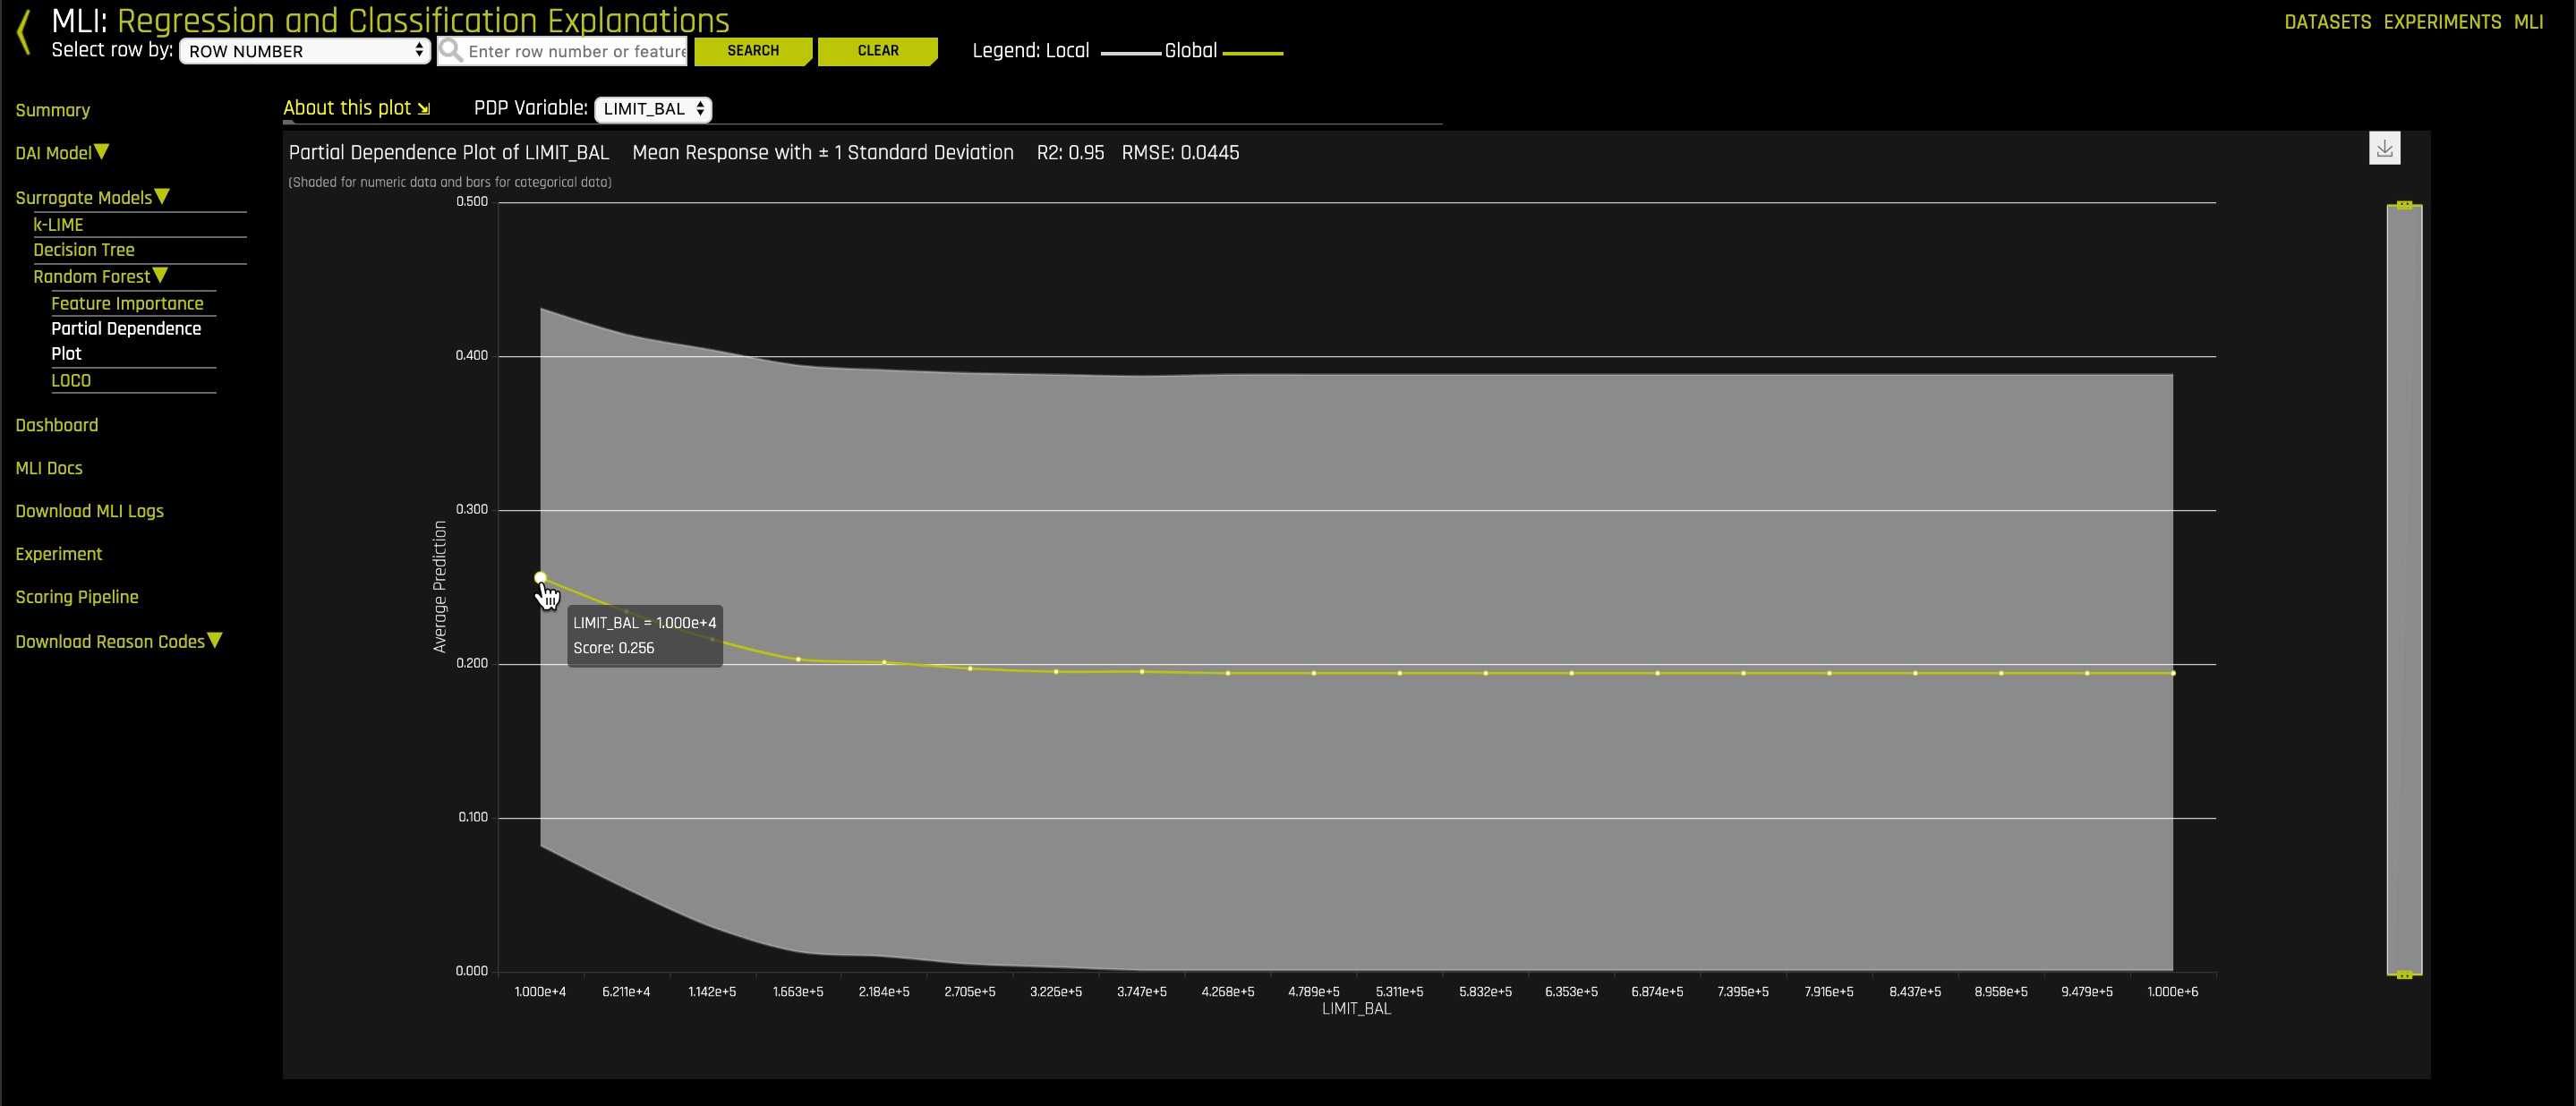 MLI: Regression and Classification Explanations
DATASETS EXPERIMENTS MLI
Select row by: ROW NUMBER Enter row number or feature SEARCH CLEAR Legend: Local Global
Summary
DAI Model
Surrogate Models
k-LIME
Decision Tree
Random Forest
Feature Importance
Partial Dependence
Plot
LOCO
Dashboard
MLI Docs
Download MLI Logs
Experiment
Scoring Pipeline
Download Reason Codes
About this plot PDP Variable: LIMIT_BAL
Partial Dependence Plot of LIMIT_BAL Mean Response with ± 1 Standard Deviation R2: 0.95 RMSE: 0.0445
(Shaded for numeric data and bars for categorical data)
0.500
0.400
0.300
0.200
0.100
0.000
Average Prediction
LIMIT_BAL = 1.000e+4
Score: 0.256
1.000e+4 6.211e+4 1.142e+5 1.663e+5 2.184e+5 2.705e+5 3.226e+5 3.747e+5 4.268e+5 4.789e+5 5.311e+5 5.832e+5 6.353e+5 6.874e+5 7.395e+5 7.916e+5 8.437e+5 8.958e+5 9.479e+5 1.000e+6
LIMIT_BAL